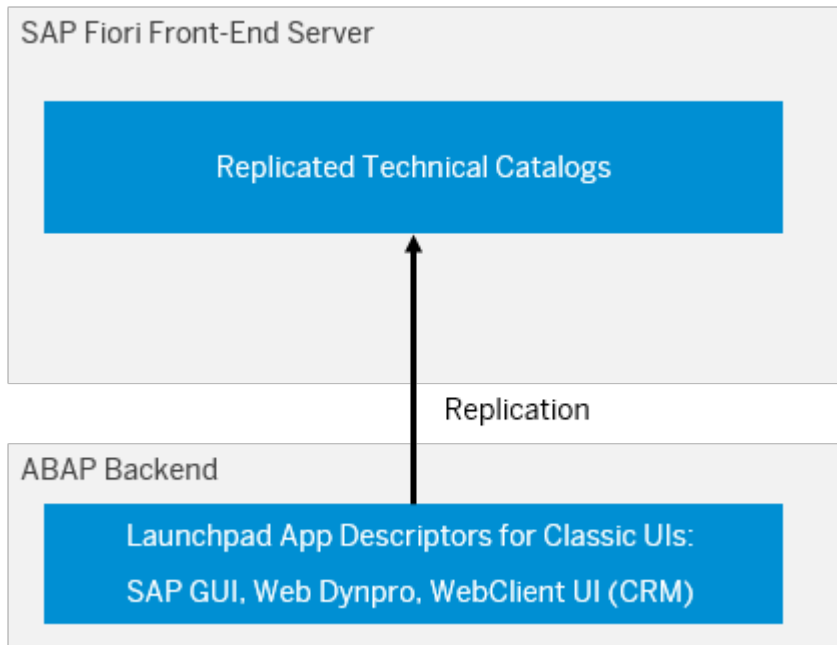 SAP Fiori Front-End Server
Replicated Technical Catalogs
Replication
ABAP Backend
Launchpad App Descriptors for Classic UIs:
SAP GUI, Web Dynpro, WebClient UI (CRM)